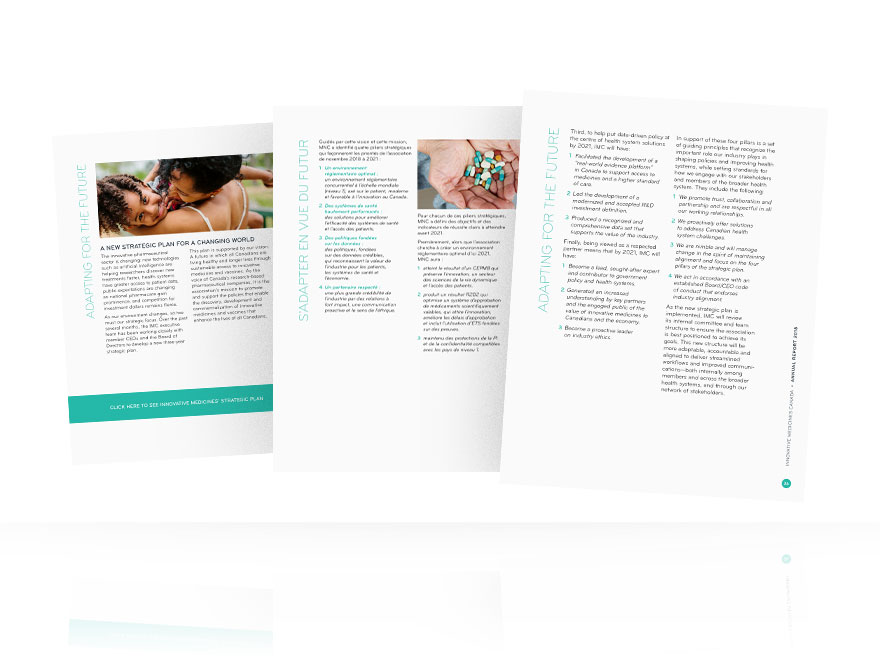 ADAPTING FOR THE FUTURE
A NEW STRATEGIC PLAN FOR A CHANGING WORLD
The innovative pharmaceutical
sector is changing; new technologies
such as artificial intelligence are
helping researchers discover new
medicines faster, health systems
have greater access to patient data,
public expectations are changing
as national pharmacare gain
prominence, and competition for
investment dollars remains fierce.
As our environment changes, so too
must our strategic focus. Over the past
several months, the IMC executive
team has been working closely with
member CEOs and the Board of
Directors to develop a new three-year
strategic plan.
This plan is supported by our vision:
A future in which all Canadians are
living healthy and longer lives through
sustainable access to innovative
medicines and vaccines. As the
voice of Canada's research-based
pharmaceutical companies, it is the
association's mission to promote
and support the policies that enable
the discovery, development and
commercialization of innovative
medicines and vaccines that
enhance the lives of all Canadians.
CLICK HERE TO SEE INNOVATIVE MEDICINES' STRATEGIC PLAN
S'ADAPTER EN VUE DU FUTUR
Guidés par cette vision et cette mission,
MNC a identifié quatre piliers stratégiques
qui façonneront les priorités de l'association
de novembre 2018 à 2021:
1 Un environnement
réglementaire optimal :
un environnement réglementaire
concurrentiel à l'échelle mondiale
(niveau 1), axé sur le patient, moderne
et favorable à l'innovation au Canada.
2 Des systèmes de santé
hautement performants :
des solutions pour améliorer
l'efficacité des systèmes de santé
et l'accès des patients.
3 Des politiques fondées
sur les données :
des politiques, fondées
sur des données créables,
qui reconnaissent la valeur de
l'industrie pour les patients,
les systèmes de santé et
l'économie.
4 Un partenaire respecté :
une plus grande crédibilité de
l'industrie par des relations à
fort impact, une communication
proactive et le sens de l'éthique.
Pour chacun de ces piliers stratégiques,
MNC a défini des objectifs et des
indicateurs de réussite clairs à atteindre
avant 2021.
Premièrement, alors que l'association
cherche à créer un environnement
réglementaire optimal d'ici 2021,
MNC aura :
1 atteint le résultat d'un CEPMB qui
préserve l'innovation, un secteur
des sciences de la vie dynamique
et l'accès des patients.
2 produit un résultat R2D2 qui
optimise un système d'approbation
de médicaments scientifiquement
valables, qui attire l'innovation,
améliore les délais d'approbation
et inclut l'utilisation d'ETS fondées
sur des preuves.
3 maintenu des protections de la PI
et de la confidentialité compatibles
avec les pays de niveau 1.
ADAPTING FOR THE FUTURE
Third, to help put data-driven policy at
the centre of health system solutions
by 2021, IMC will have:
1 Facilitated the development of a
"real world evidence platform"
in Canada to support access to
medicines and a higher standard
of care.
2 Led the development of a
modernized and accepted R&D
investment definition.
3 Produced a recognized and
comprehensive data set that
supports the value of the industry.
Finally, being viewed as a respected
partner means that by 2021, IMC will
have:
1 Become a lead, sought-after expert
and contributor to government
policy and health systems.
2 Generated an increased
understanding by key partners
and the engaged public of the
value of innovative medicines to
Canadians and the economy.
3 Become a proactive leader
on industry ethics.
In support of these four pillars is a set
of guiding principles that recognize the
important role our industry plays in
shaping policies and improving health
systems, while setting standards for
how we engage with our stakeholders
and members of the broader health
system. They include the following:
1 We promote trust, collaboration and
partnership and are respectful in all
our working relationships.
2 We proactively offer solutions
to address Canadian health
system challenges.
3 We are nimble and will manage
change in the spirit of maintaining
alignment and focus on the four
pillars of the strategic plan.
4 We act in accordance with an
established Board/CEO code
of conduct that endorses
industry alignment.
As the new strategic plan is
implemented, IMC will review
its internal committee and team
structure to ensure the association
is best positioned to achieve its
goals. This new structure will be
more adaptable, accountable and
aligned to deliver streamlined
workflows and improved communi-
cations—both internally among
members and across the broader
health systems, and through our
network of stakeholders.
INNOVATIVE MEDICINES CANADA • ANNUAL REPORT 2018